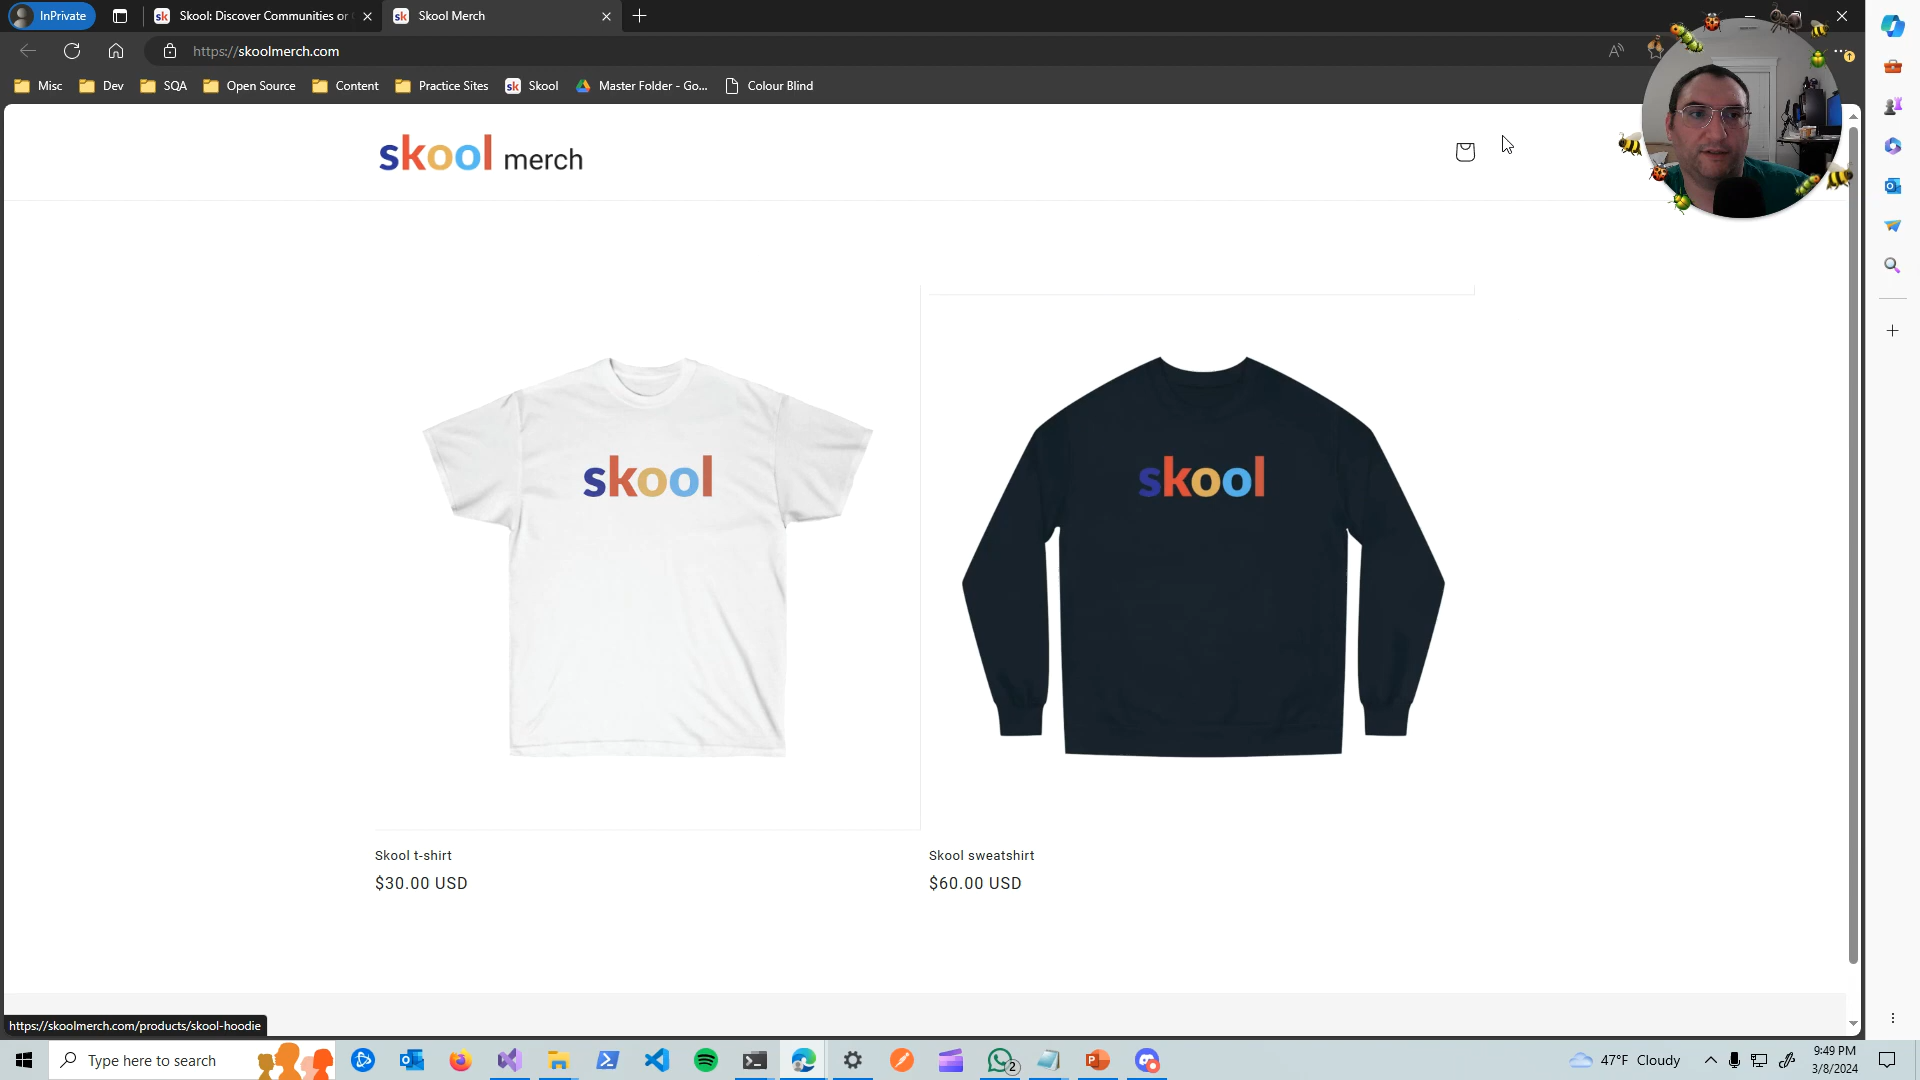 InPrivate
Skool: Discover Communities or
Skool Merch
https://skoolmerch.com
Misc
Dev
SQA
Open Source
Content
Practice Sites
sk Skool
Master Folder - Go...
Colour Blind
skool merch
skool
skool
Skool t-shirt
Skool sweatshirt
$30.00 USD
$60.00 USD
https://skoolmerch.com/products/skool-hoodie
Type here to search
2
47°F Cloudy
9:49 PM
3/8/2024